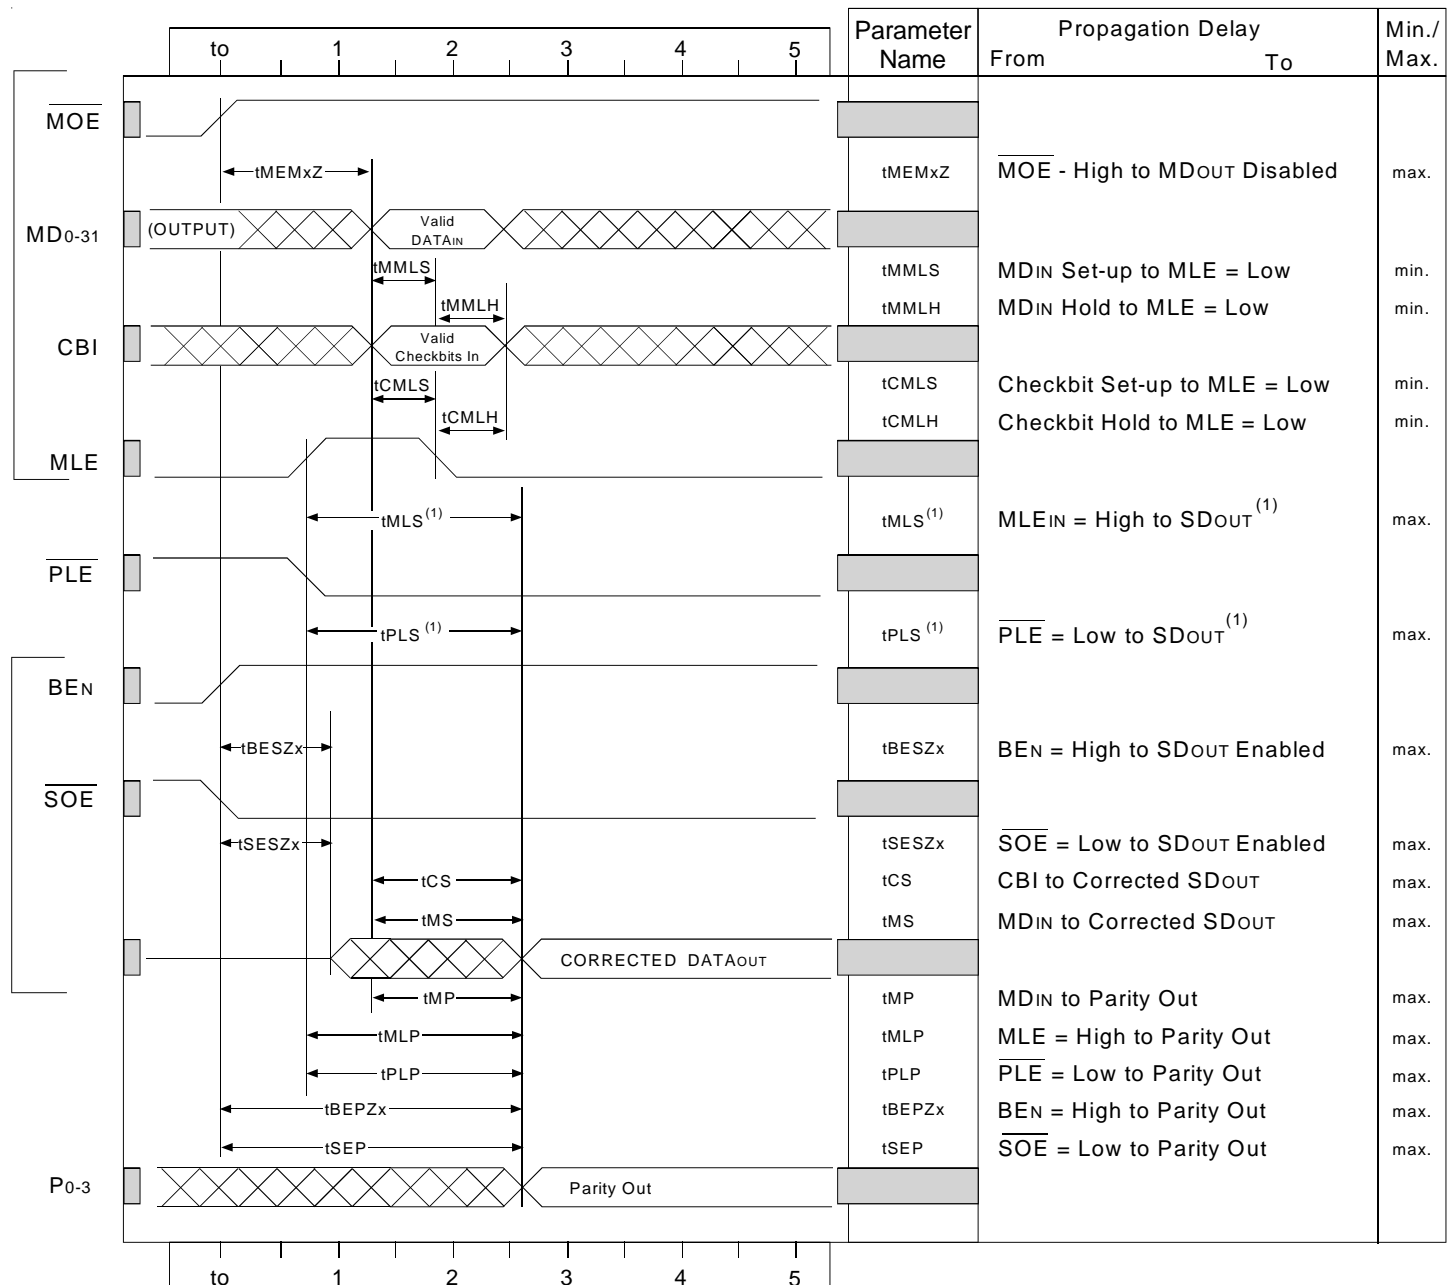 Parameter Name Propagation Delay From To Min./ Max.
to 1 2 3 4 5
MOE
tMEMxZ tMEMxZ MOE - High to MDOUT Disabled max.
MD0-31 (OUTPUT) Valid DATAIN
tMMLS tMMLS MDIN Set-up to MLE = Low min.
tMMLH tMMLH MDIN Hold to MLE = Low min.
CBI Valid Checkbits In
tCMLS tCMLS Checkbit Set-up to MLE = Low min.
tCMLH tCMLH Checkbit Hold to MLE = Low min.
MLE
tMLS(1) tMLS(1) MLEIN = High to SDOUT(1) max.
PLE
tPLS(1) tPLS(1) PLE = Low to SDOUT(1) max.
BEN
tBESZx tBESZx BEN = High to SDOUT Enabled max.
SOE
tSESZx tSESZx SOE = Low to SDOUT Enabled max.
tCS tCS CBI to Corrected SDOUT max.
tMS tMS MDIN to Corrected SDOUT max.
CORRECTED DATAOUT
tMP tMP MDIN to Parity Out max.
tMLP tMLP MLE = High to Parity Out max.
tPLP tPLP PLE = Low to Parity Out max.
tBEPZx tBEPZx BEN = High to Parity Out max.
tSEP tSEP SOE = Low to Parity Out max.
P0-3 Parity Out
to 1 2 3 4 5